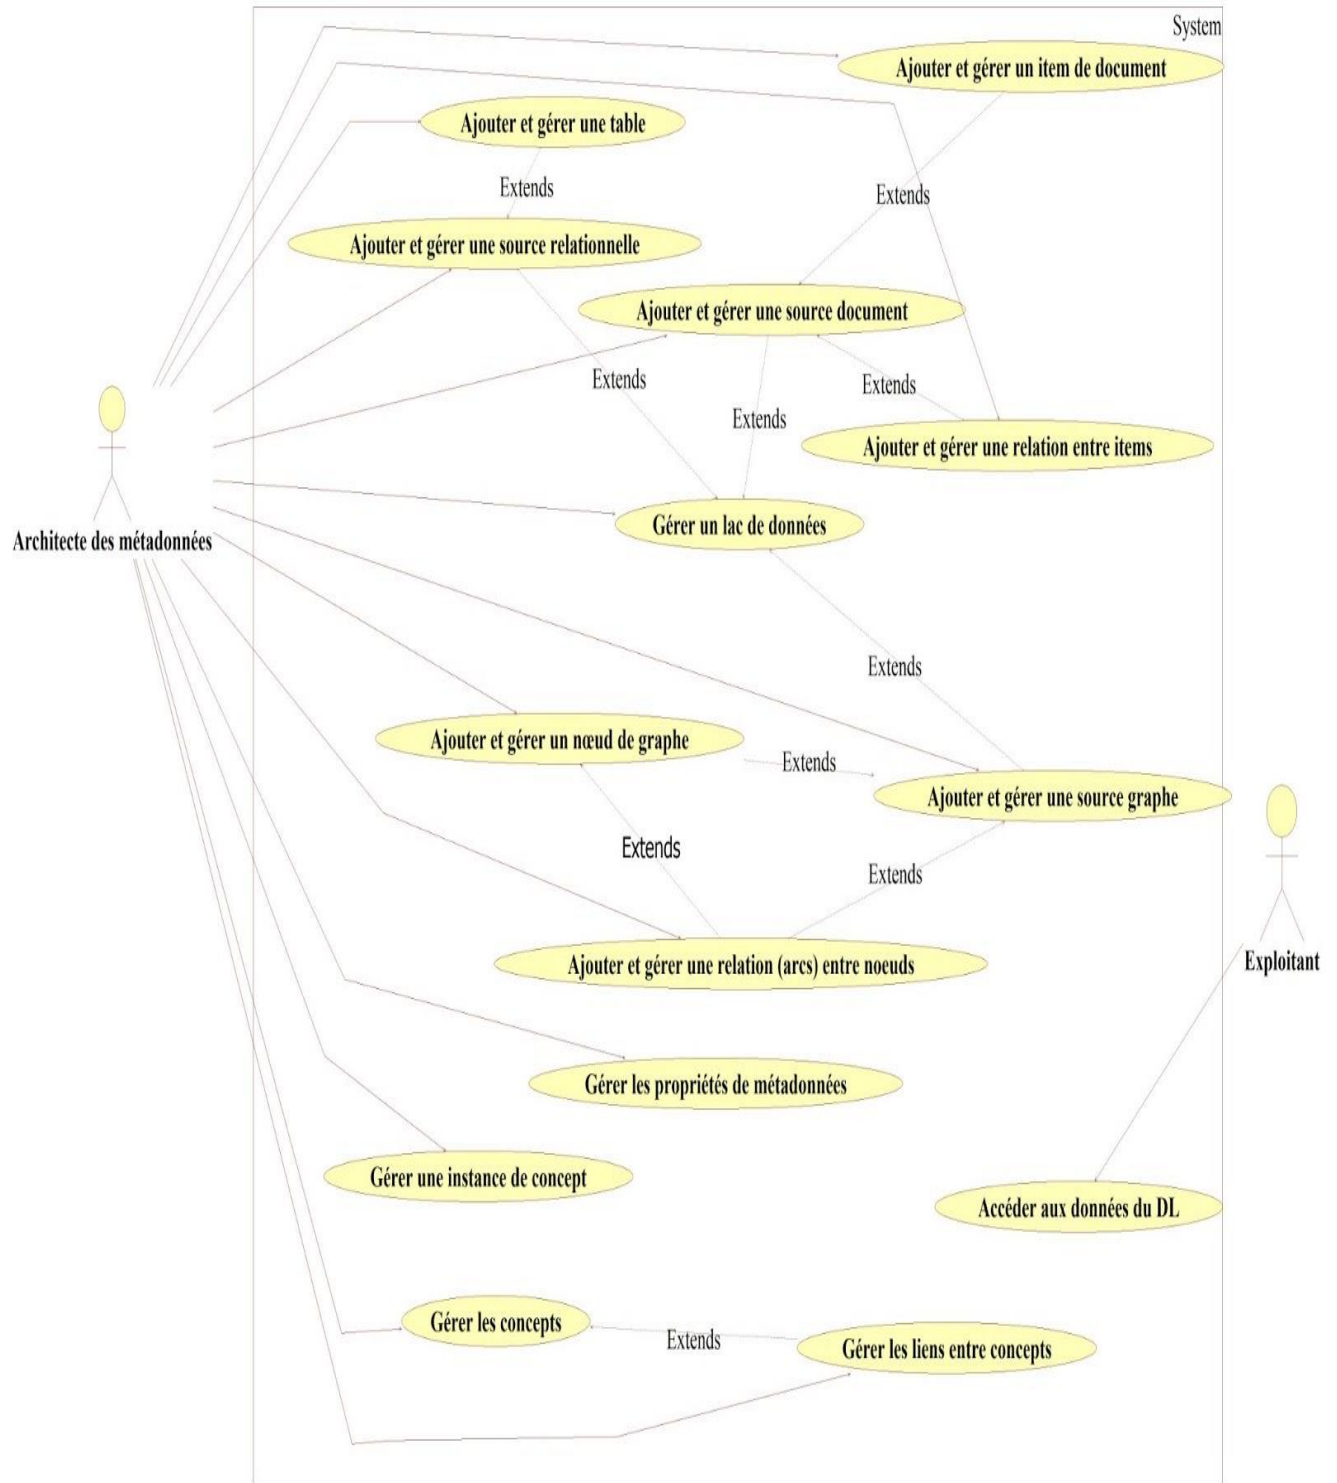 System
Ajouter et gérer un item de document
Ajouter et gérer une table
Extends
Extends
Ajouter et gérer une source relationnelle
Ajouter et gérer une source document
Extends
Extends
Extends
Ajouter et gérer une relation entre items
Gérer un lac de données
Architecte des métadonnées
Extends
Ajouter et gérer un nœud de graphe
Extends
Ajouter et gérer une source graphe
Extends
Extends
Ajouter et gérer une relation (arcs) entre noeuds
Exploitant
Gérer les propriétés de métadonnées
Gérer une instance de concept
Accéder aux données du DL
Gérer les concepts
Extends
Gérer les liens entre concepts